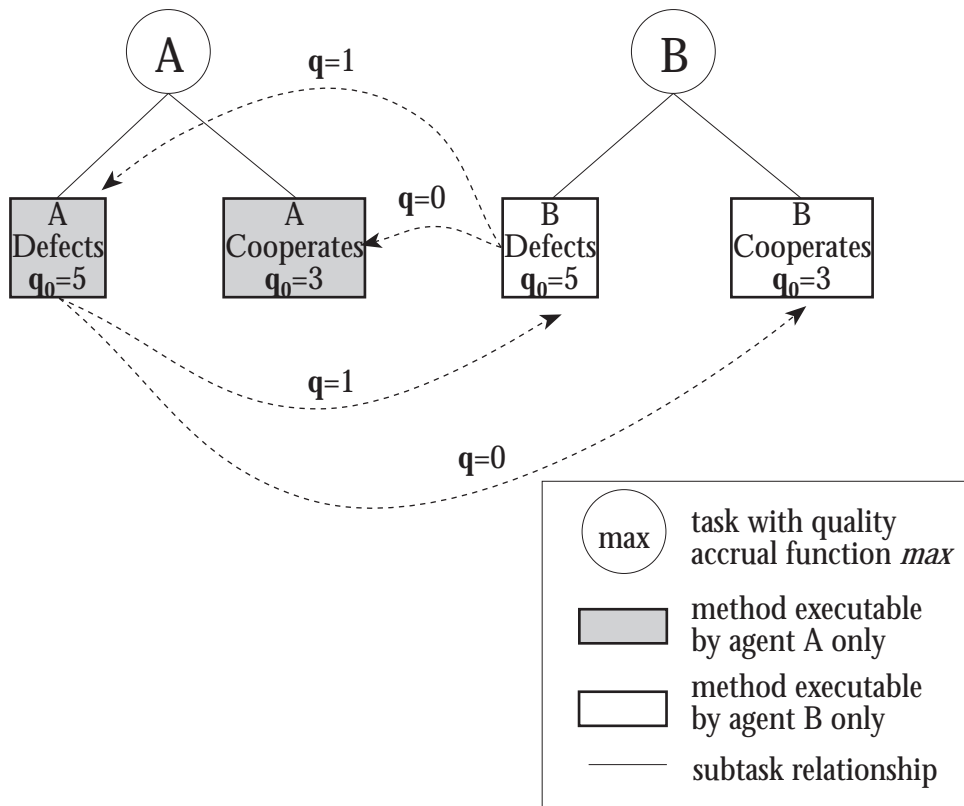 A
B
q=1
q=0
A
Defects
q0=5
A
Cooperates
q0=3
B
Defects
q0=5
B
Cooperates
q0=3
q=1
q=0
max
task with quality
accrual function max
method executable
by agent A only
method executable
by agent B only
subtask relationship